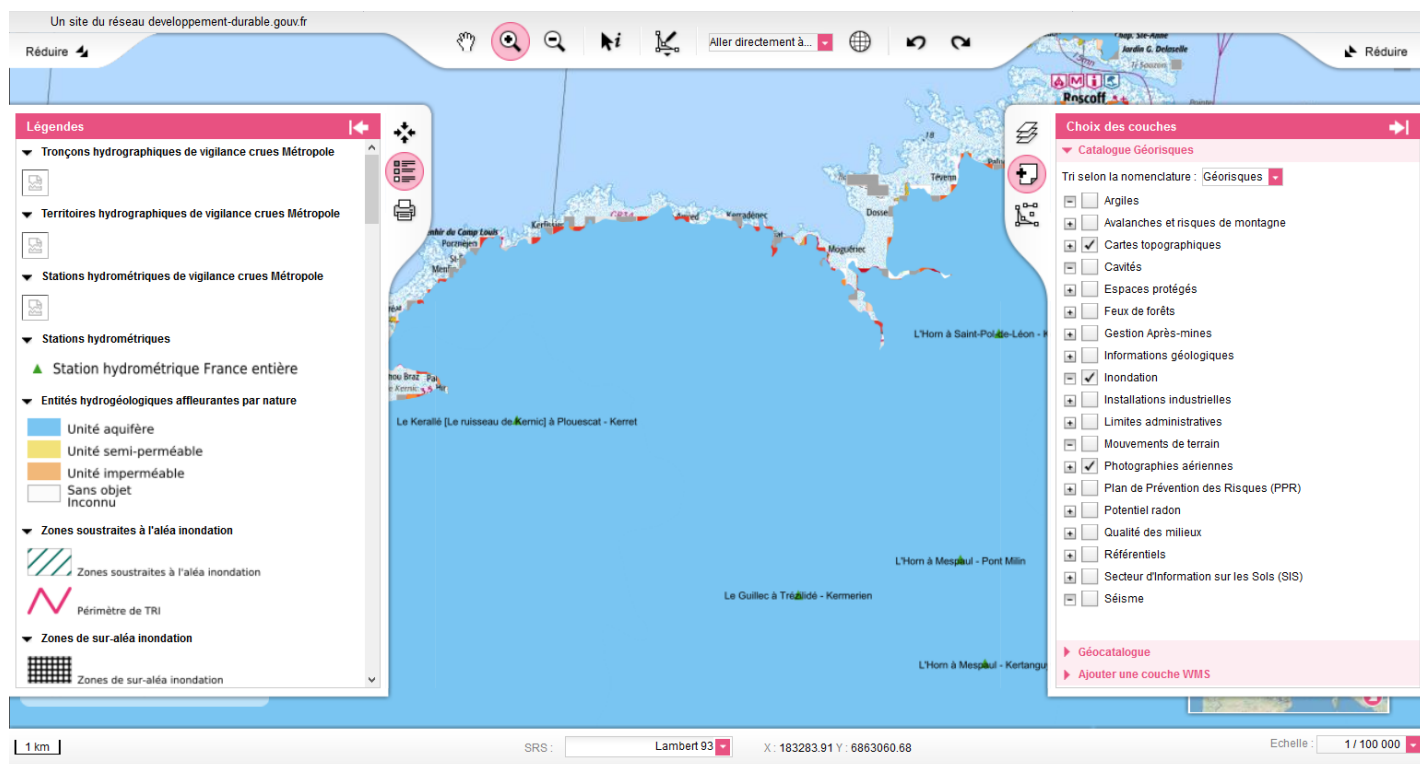 Un site du réseau developpement-durable.gouv.fr
Réduire
Aller directement à...
Réduire
Jardin G. Delaselle
Roscoff
Légendes
Tronçons hydrographiques de vigilance crues Métropole
Territoires hydrographiques de vigilance crues Métropole
Stations hydrométriques de vigilance crues Métropole
Stations hydrométriques
Station hydrométrique France entière
Entités hydrogéologiques affleurantes par nature
Unité aquifère
Unité semi-perméable
Unité imperméable
Sans objet
Inconnu
Zones soustraites à l'aléa inondation
Zones soustraites à l'aléa inondation
Périmètre de TRI
Zones de sur-aléa inondation
Zones de sur-aléa inondation
Kerfissien
GR34
Kerradénec
Dossel
Moguériec
Porzmejen
L'Horn à Saint-Pol-de-Léon - K
Le Kerallé [Le ruisseau de Kernic] à Plouescat - Kerret
L'Horn à Mespaul - Pont Milin
Le Guillec à Trézilidé - Kermerien
L'Horn à Mespaul - Kertanguy
Choix des couches
Catalogue Géorisques
Tri selon la nomenclature : Géorisques
Argiles
Avalanches et risques de montagne
Cartes topographiques
Cavités
Espaces protégés
Feux de forêts
Gestion Après-mines
Informations géologiques
Inondation
Installations industrielles
Limites administratives
Mouvements de terrain
Photographies aériennes
Plan de Prévention des Risques (PPR)
Potentiel radon
Qualité des milieux
Référentiels
Secteur d'Information sur les Sols (SIS)
Séisme
Géocatalogue
Ajouter une couche WMS
1 km
SRS : Lambert 93
X : 183283.91 Y : 6863060.68
Echelle : 1 / 100 000